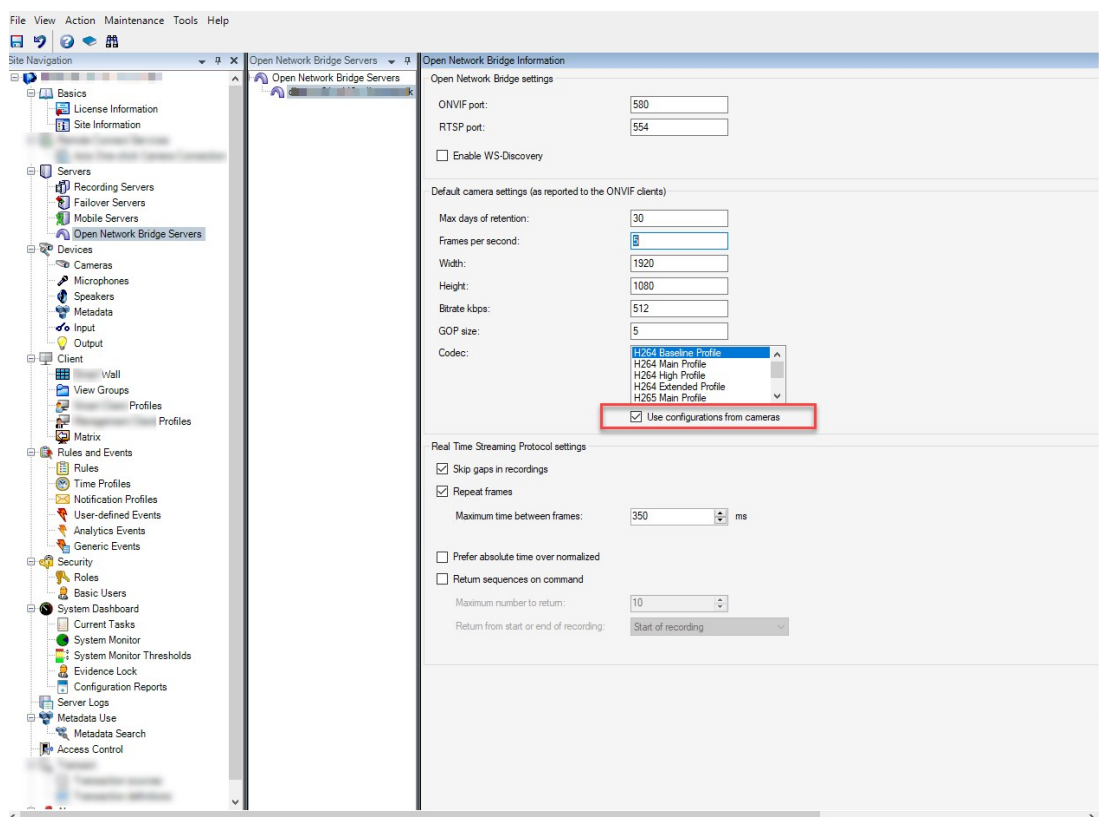 File View Action Maintenance Tools Help
Site Navigation
Basics
License Information
Site Information
Servers
Recording Servers
Failover Servers
Mobile Servers
Open Network Bridge Servers
Devices
Cameras
Microphones
Speakers
Metadata
Input
Output
Client
Wall
View Groups
Profiles
Profiles
Matrix
Rules and Events
Rules
Time Profiles
Notification Profiles
User-defined Events
Analytics Events
Generic Events
Security
Roles
Basic Users
System Dashboard
Current Tasks
System Monitor
System Monitor Thresholds
Evidence Lock
Configuration Reports
Server Logs
Metadata Use
Metadata Search
Access Control
Open Network Bridge Servers
Open Network Bridge Servers
Open Network Bridge Information
Open Network Bridge settings
ONVIF port: 580
RTSP port: 554
Enable WS-Discovery
Default camera settings (as reported to the ONVIF clients)
Max days of retention: 30
Frames per second: 5
Width: 1920
Height: 1080
Bitrate kbps: 512
GOP size: 5
Codec: H264 Baseline Profile
H264 Main Profile
H264 High Profile
H264 Extended Profile
H265 Main Profile
Use configurations from cameras
Real Time Streaming Protocol settings
Skip gaps in recordings
Repeat frames
Maximum time between frames: 350 ms
Prefer absolute time over normalized
Return sequences on command
Maximum number to return: 10
Return from start or end of recording: Start of recording